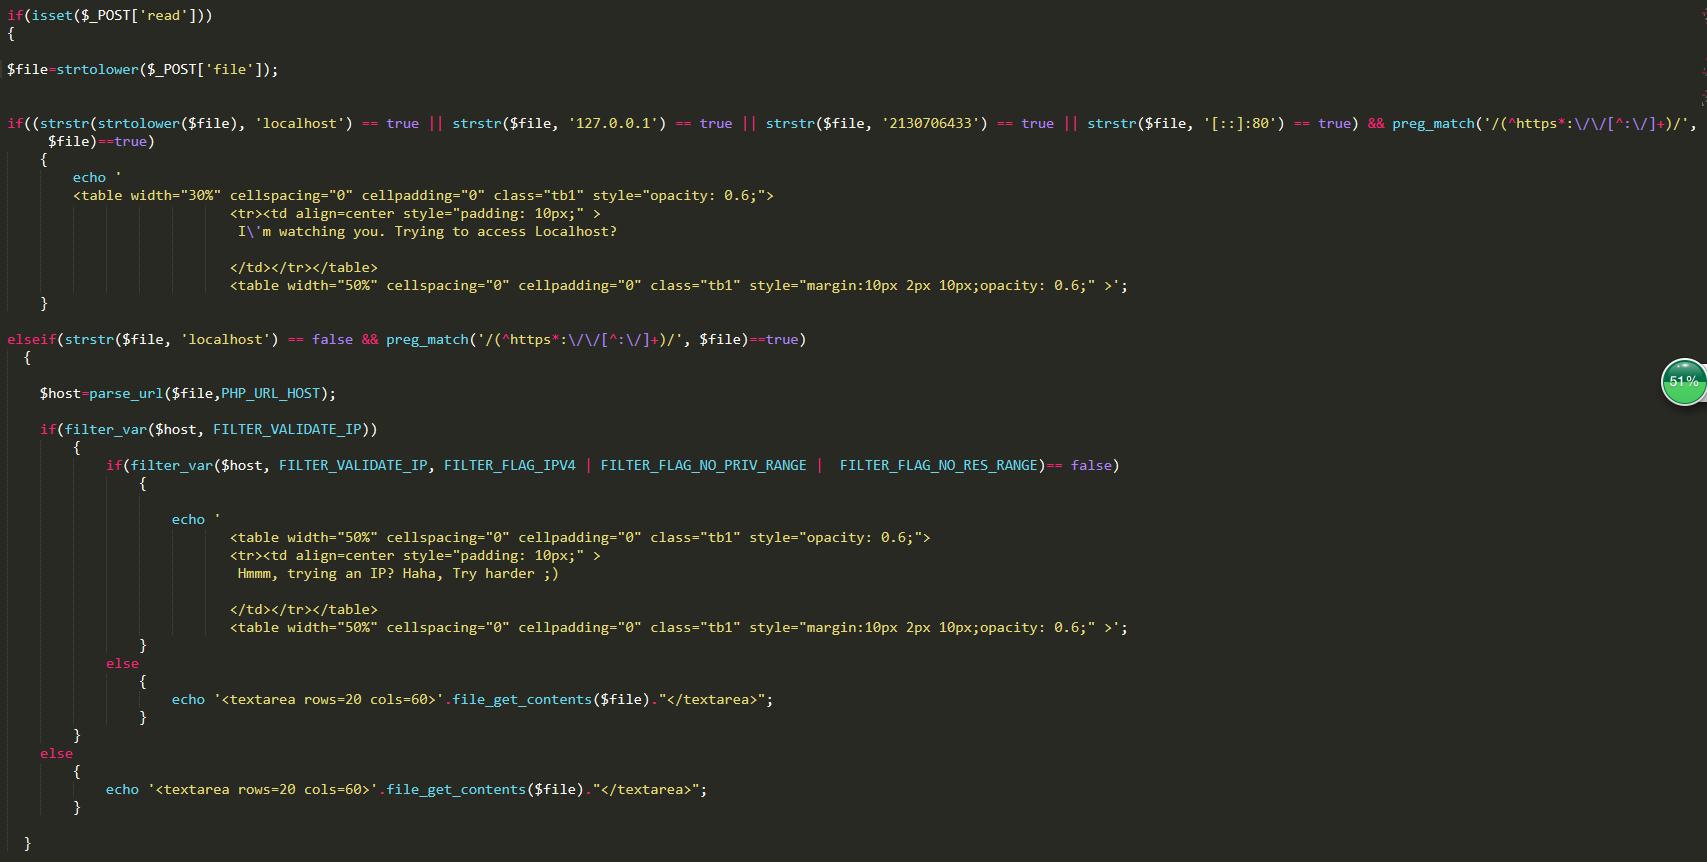 if(isset($_POST['read']))
{
$file=strtolower($_POST['file']);
if((strstr(strtolower($file), 'localhost') == true || strstr($file, '127.0.0.1') == true || strstr($file, '2130706433') == true || strstr($file, '[::]:80') == true) && preg_match('/(^https*:\/\/[^:\/]+)/',
$file)==true)
{
echo '
<table width="30%" cellspacing="0" cellpadding="0" class="tb1" style="opacity: 0.6;">
<tr><td align=center style="padding: 10px;" >
I\'m watching you. Trying to access Localhost?
</td></tr></table>
<table width="50%" cellspacing="0" cellpadding="0" class="tb1" style="margin:10px 2px 10px;opacity: 0.6;" >';
}
elseif(strstr($file, 'localhost') == false && preg_match('/(^https*:\/\/[^:\/]+)/', $file)==true)
{
$host=parse_url($file,PHP_URL_HOST);
if(filter_var($host, FILTER_VALIDATE_IP))
{
if(filter_var($host, FILTER_VALIDATE_IP, FILTER_FLAG_IPV4 | FILTER_FLAG_NO_PRIV_RANGE |  FILTER_FLAG_NO_RES_RANGE)== false)
{
echo '
<table width="50%" cellspacing="0" cellpadding="0" class="tb1" style="opacity: 0.6;">
<tr><td align=center style="padding: 10px;" >
Hmmm, trying an IP? Haha, Try harder ;)
</td></tr></table>
<table width="50%" cellspacing="0" cellpadding="0" class="tb1" style="margin:10px 2px 10px;opacity: 0.6;" >';
}
else
{
echo '<textarea rows=20 cols=60>'.file_get_contents($file)."</textarea>";
}
}
else
{
echo '<textarea rows=20 cols=60>'.file_get_contents($file)."</textarea>";
}
}
51%